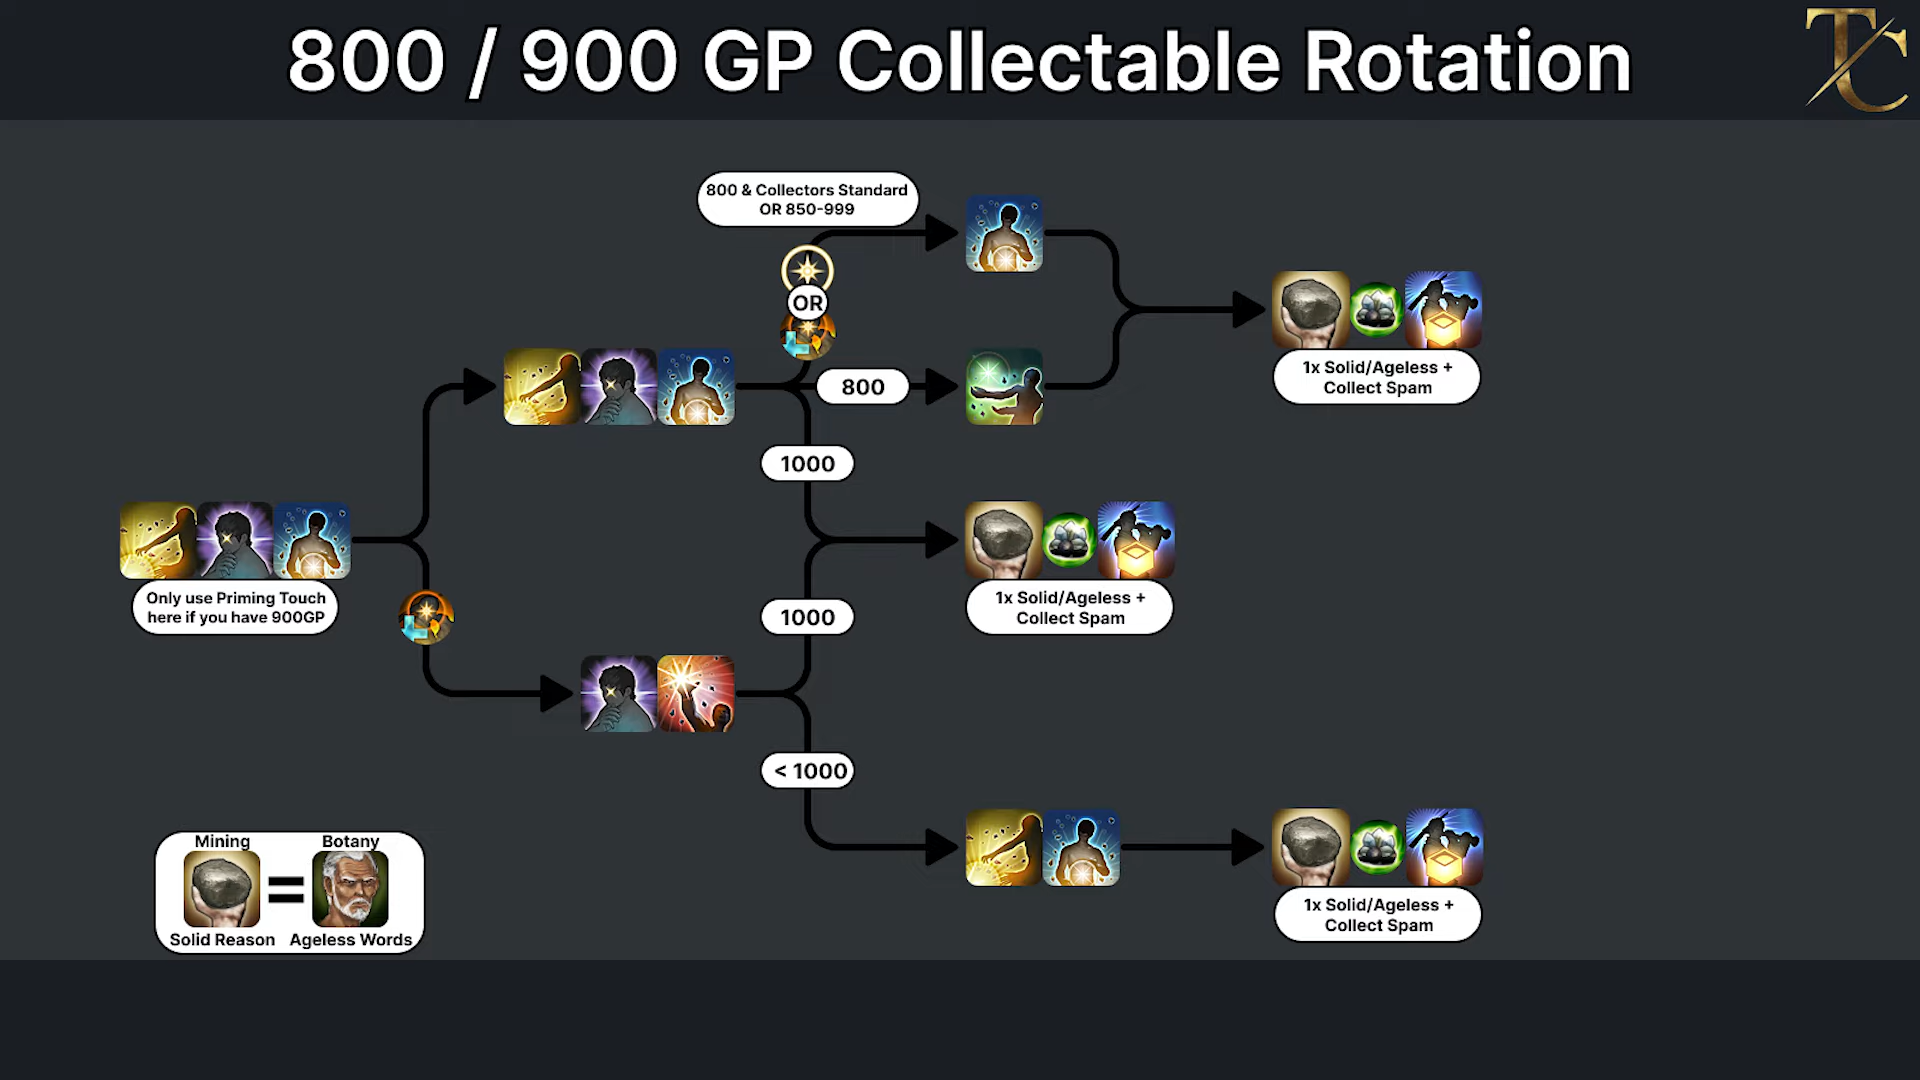 800 / 900 GP Collectable Rotation
TC
800 & Collectors Standard
OR 850-999
OR
800
1x Solid/Ageless +
Collect Spam
1000
Only use Priming Touch
here if you have 900GP
1000
1x Solid/Ageless +
Collect Spam
< 1000
1x Solid/Ageless +
Collect Spam
Mining
Botany
=
Solid Reason
Ageless Words